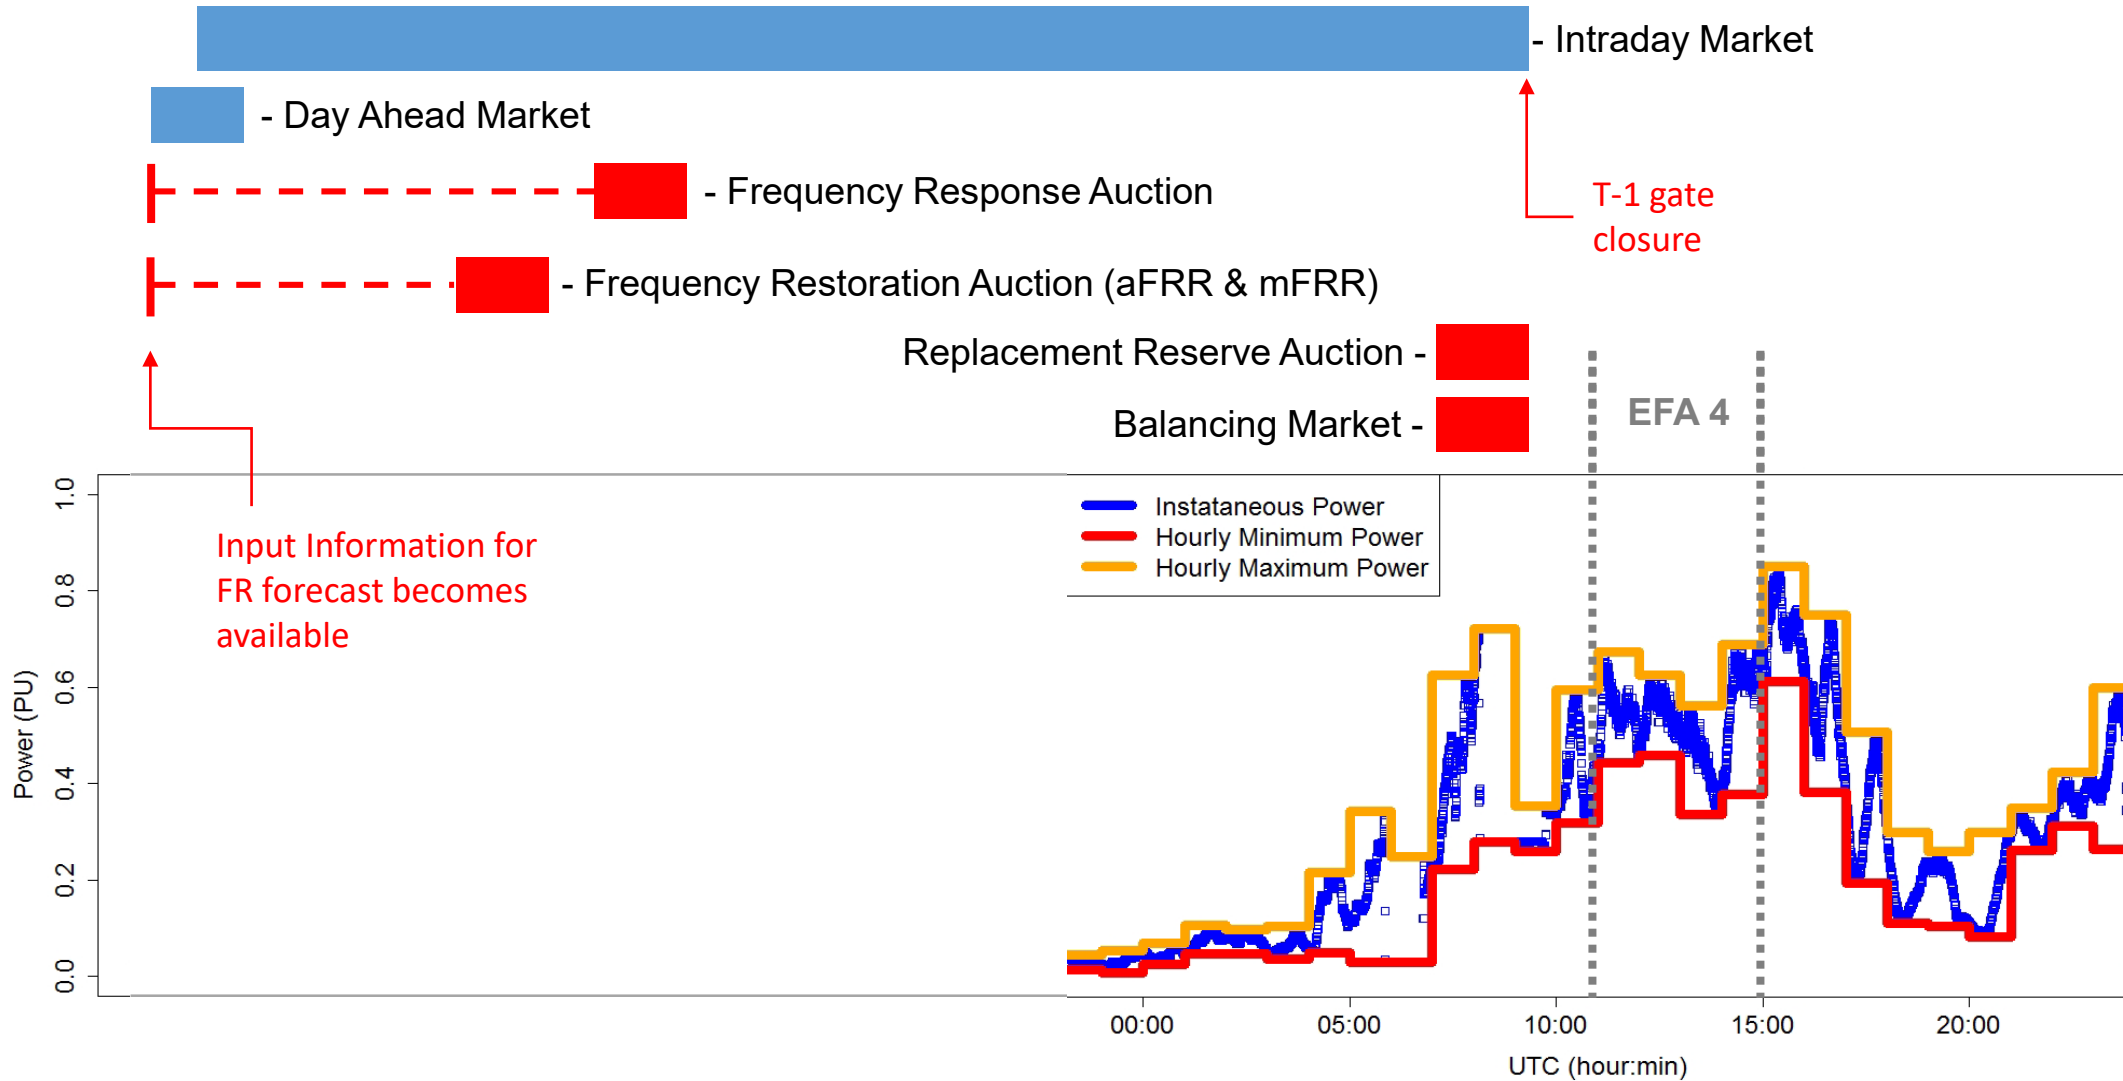 - Intraday Market
- Day Ahead Market
- Frequency Response Auction
T-1 gate
closure
- Frequency Restoration Auction (aFRR & mFRR)
Replacement Reserve Auction -
Balancing Market -
EFA 4
Input Information for
FR forecast becomes
available
Instataneous Power
Hourly Minimum Power
Hourly Maximum Power
Power (PU)
1.0
0.8
0.6
0.4
0.2
0.0
00:00
05:00
10:00
15:00
20:00
UTC (hour:min)